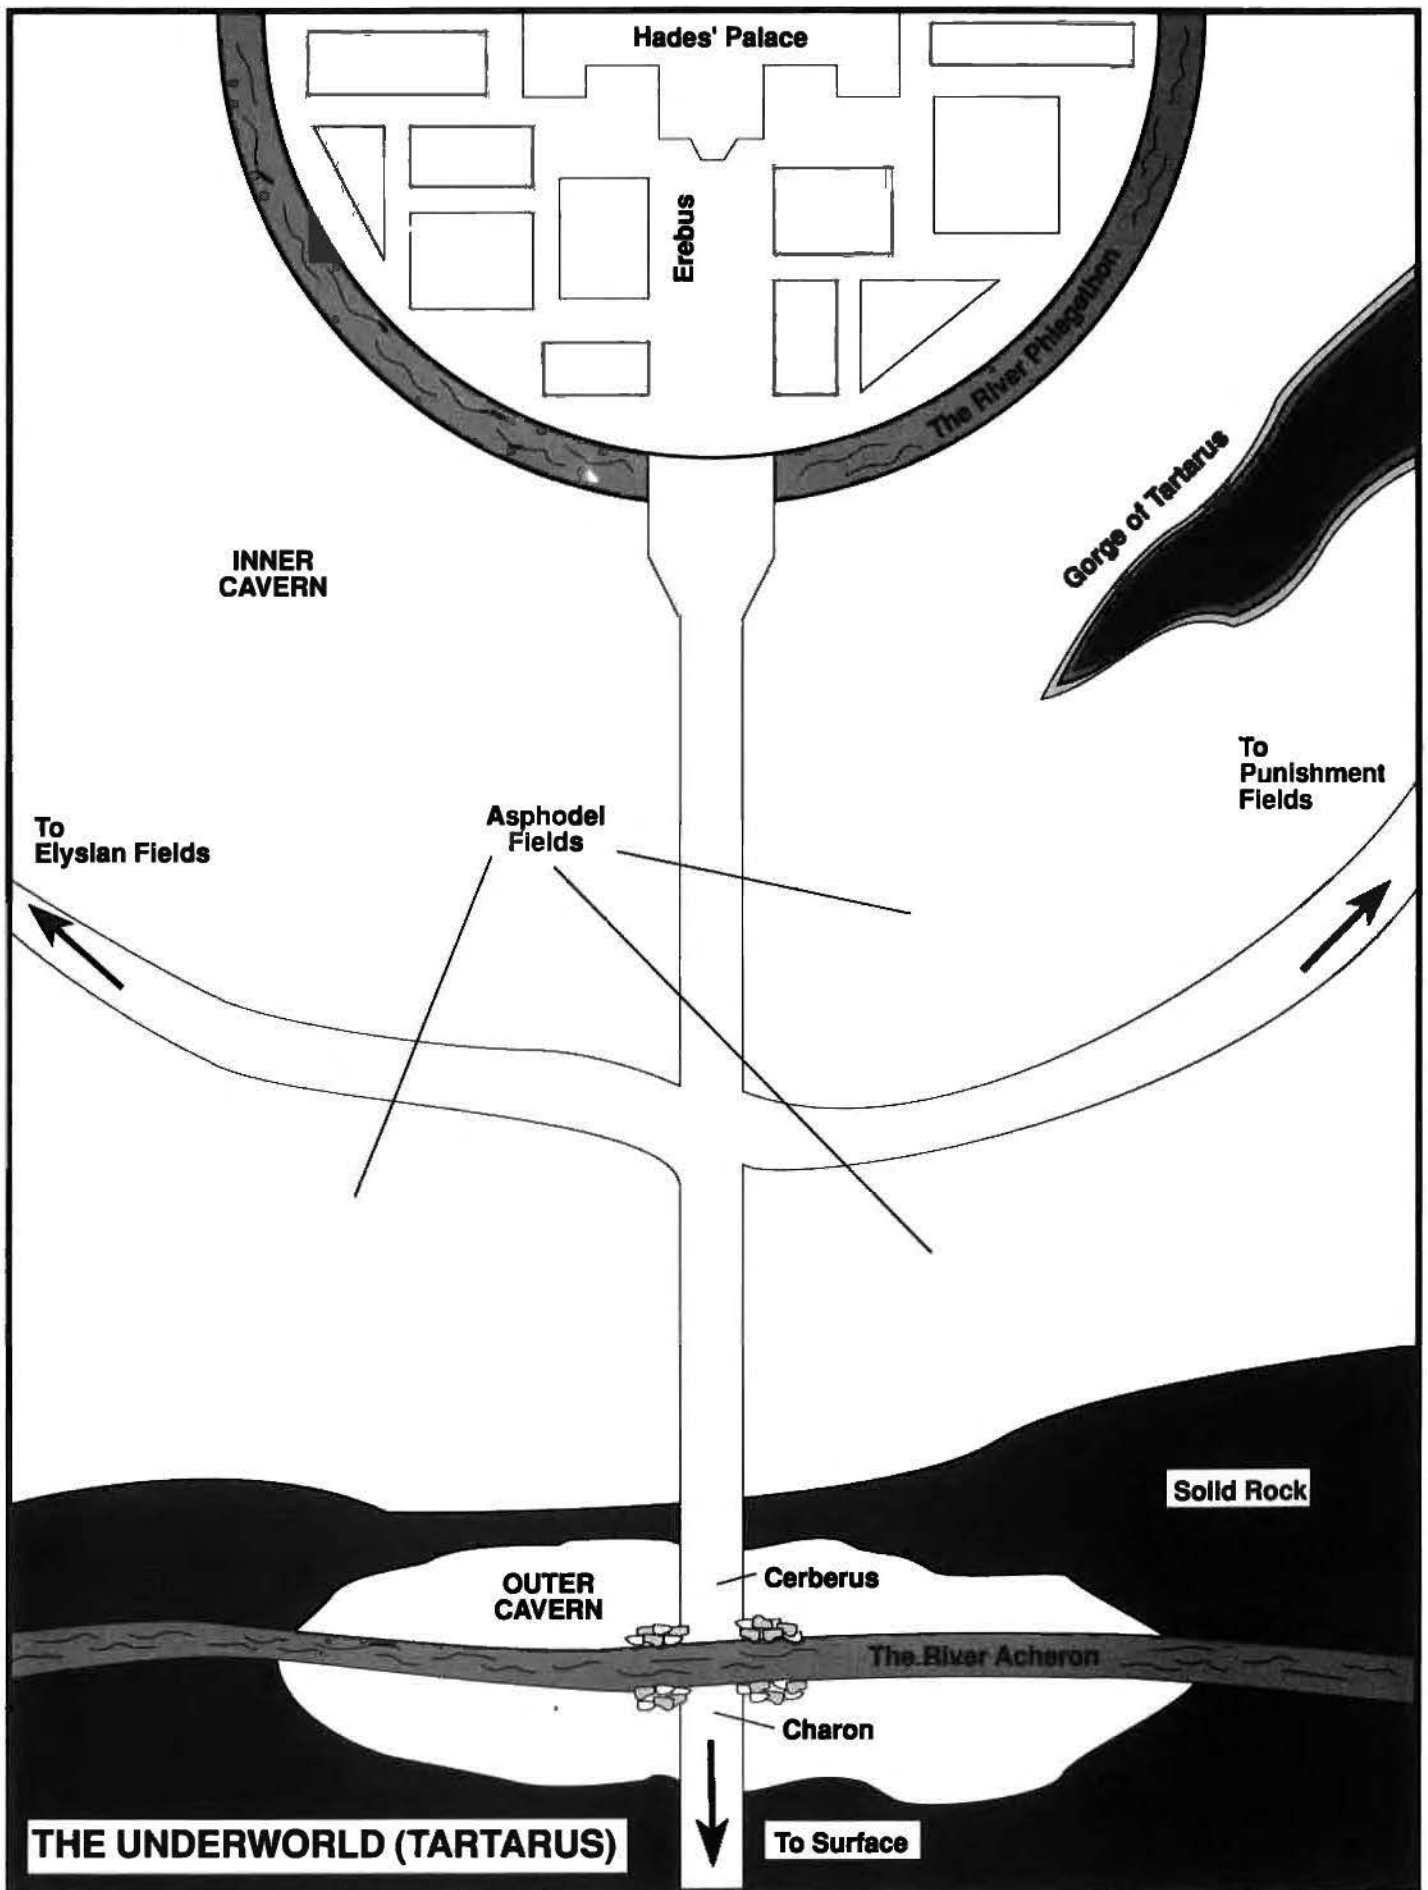 Hades' Palace
Erebus
The River Phlegethon
Gorge of Tartarus
INNER
CAVERN
To
Punishment
Fields
To
Elysian Fields
Asphodel
Fields
Solid Rock
OUTER
CAVERN
Cerberus
The River Acheron
Charon
THE UNDERWORLD (TARTARUS)
To Surface